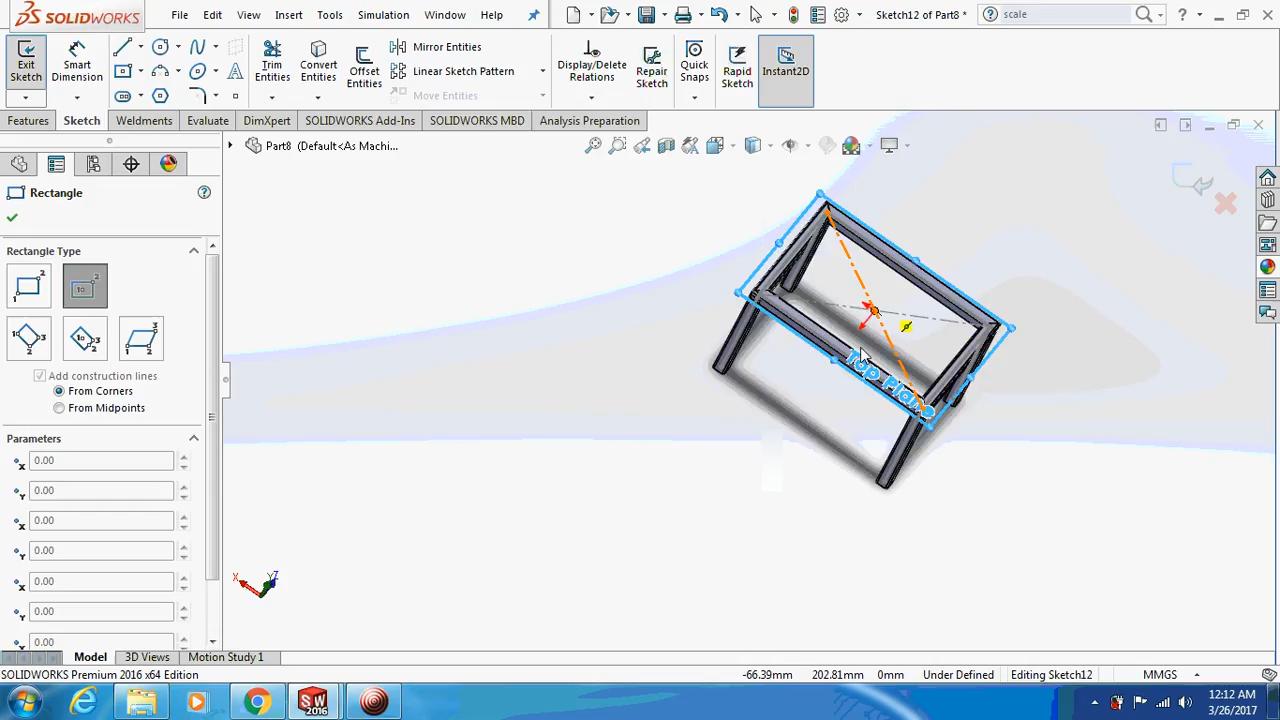 SOLIDWORKS
File Edit View Insert Tools Simulation Window Help
Sketch12 of Part8 *
scale
Exit Sketch
Smart Dimension
Trim Entities
Convert Entities
Offset Entities
Mirror Entities
Linear Sketch Pattern
Move Entities
Display/Delete Relations
Repair Sketch
Quick Snaps
Rapid Sketch
Instant2D
Features Sketch Weldments Evaluate DimXpert SOLIDWORKS Add-Ins SOLIDWORKS MBD Analysis Preparation
Part8 (Default<As Machi...
Rectangle
Rectangle Type
Add construction lines
From Corners
From Midpoints
Parameters
0.00
0.00
0.00
0.00
0.00
0.00
0.00
Top Plane
X
Y
Z
Model 3D Views Motion Study 1
SOLIDWORKS Premium 2016 x64 Edition
-66.39mm 202.81mm 0mm Under Defined Editing Sketch12 MMGS
SW
2016
12:12 AM
3/26/2017